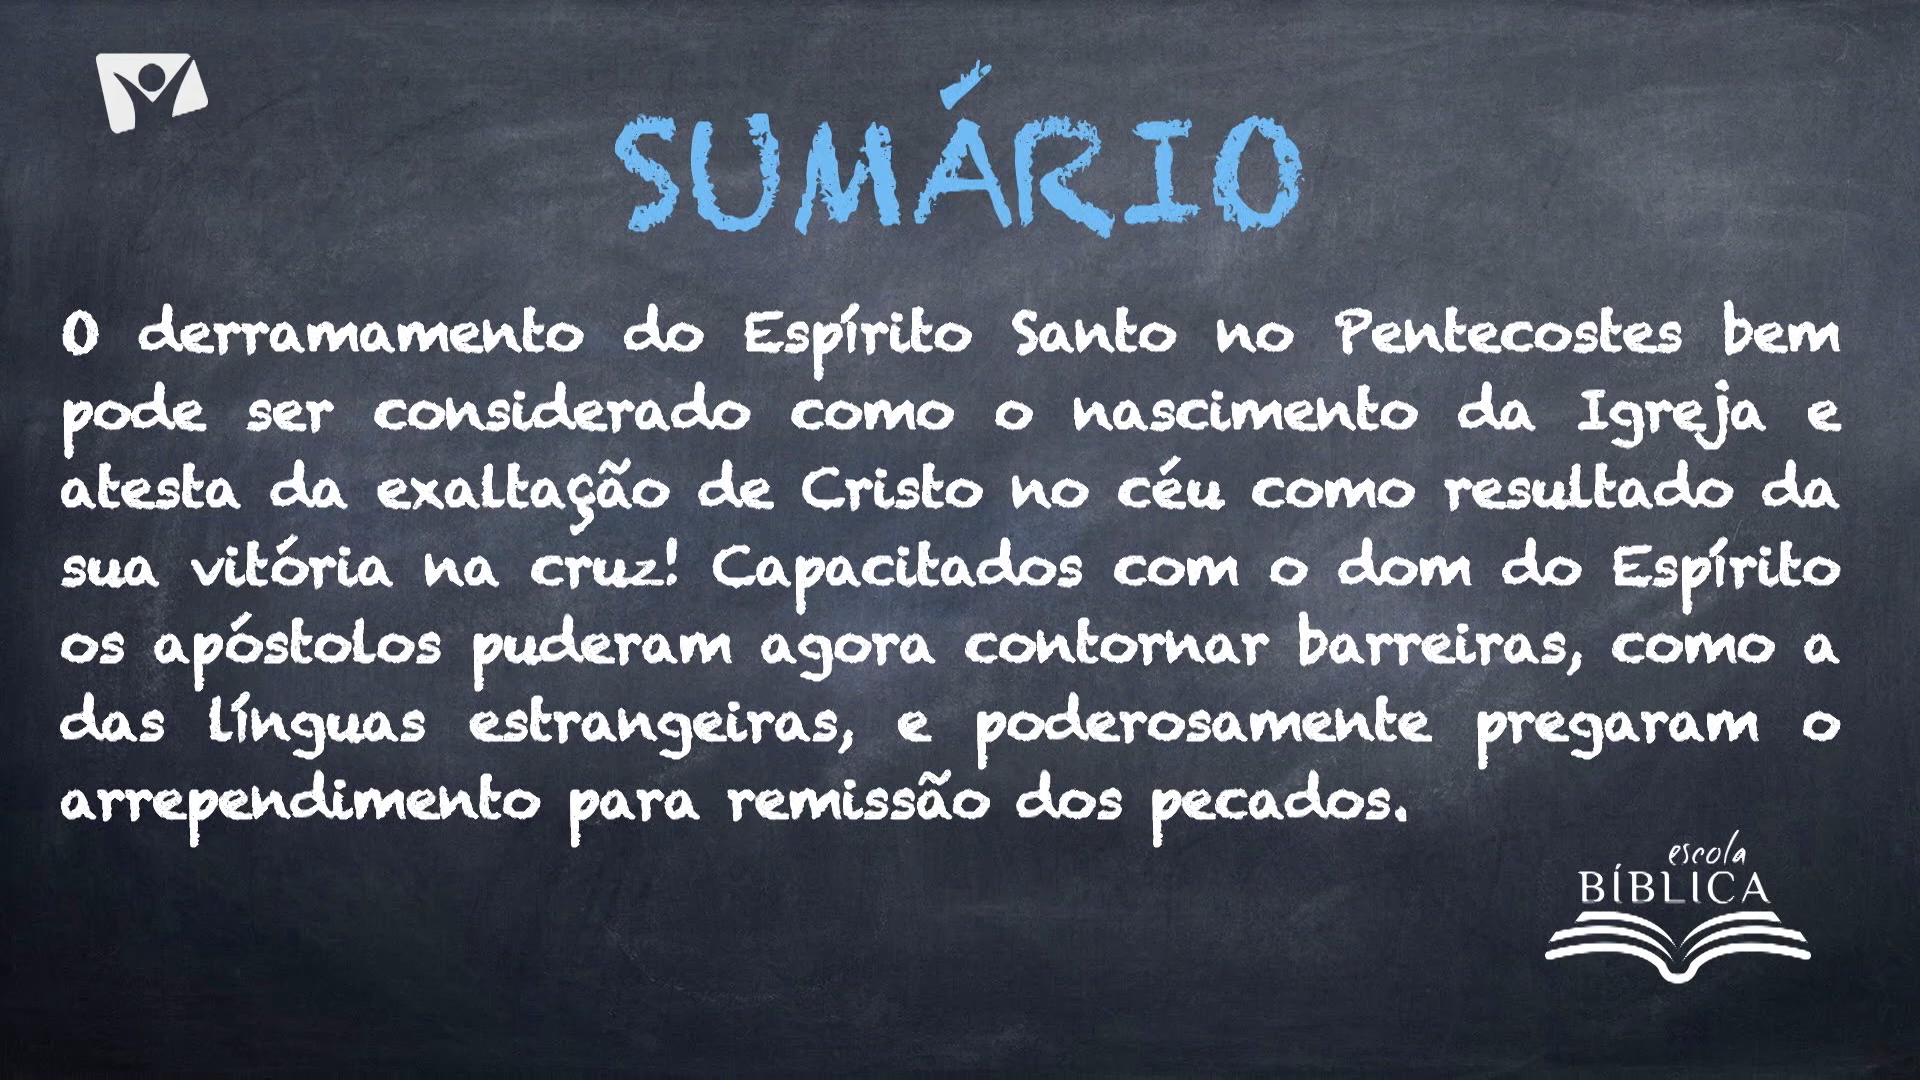 SUMÁRIO
O derramamento do Espírito Santo no Pentecostes bem
pode ser considerado como o nascimento da Igreja e
atesta da exaltação de Cristo no céu como resultado da
sua vitória na cruz! Capacitados com o dom do Espírito
os apóstolos puderam agora contornar barreiras, como a
das línguas estrangeiras, e poderosamente pregaram o
arrependimento para remissão dos pecados.
escola
BÍBLICA